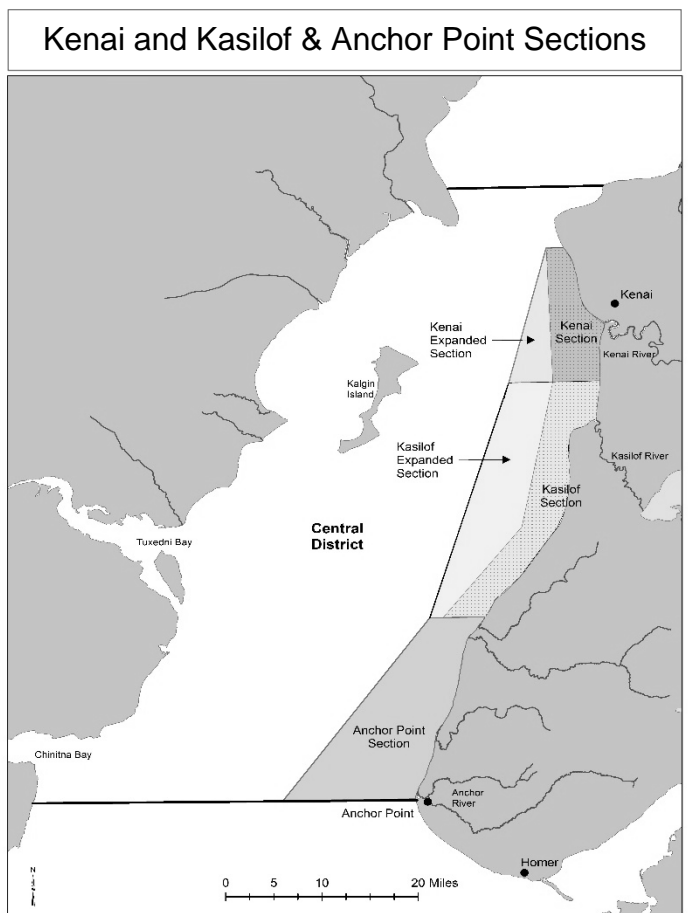 Kenai and Kasilof & Anchor Point Sections
Kenai
Kenai
Expanded
Section
Kenai
Section
Kenai River
Kalgin
Island
Kasilof
Expanded
Section
Kasilof River
Kasilof
Section
Central
District
Tuxedni Bay
Anchor Point
Section
Chinitna Bay
Anchor
River
Anchor Point
Homer
N
0 5 10 20 Miles